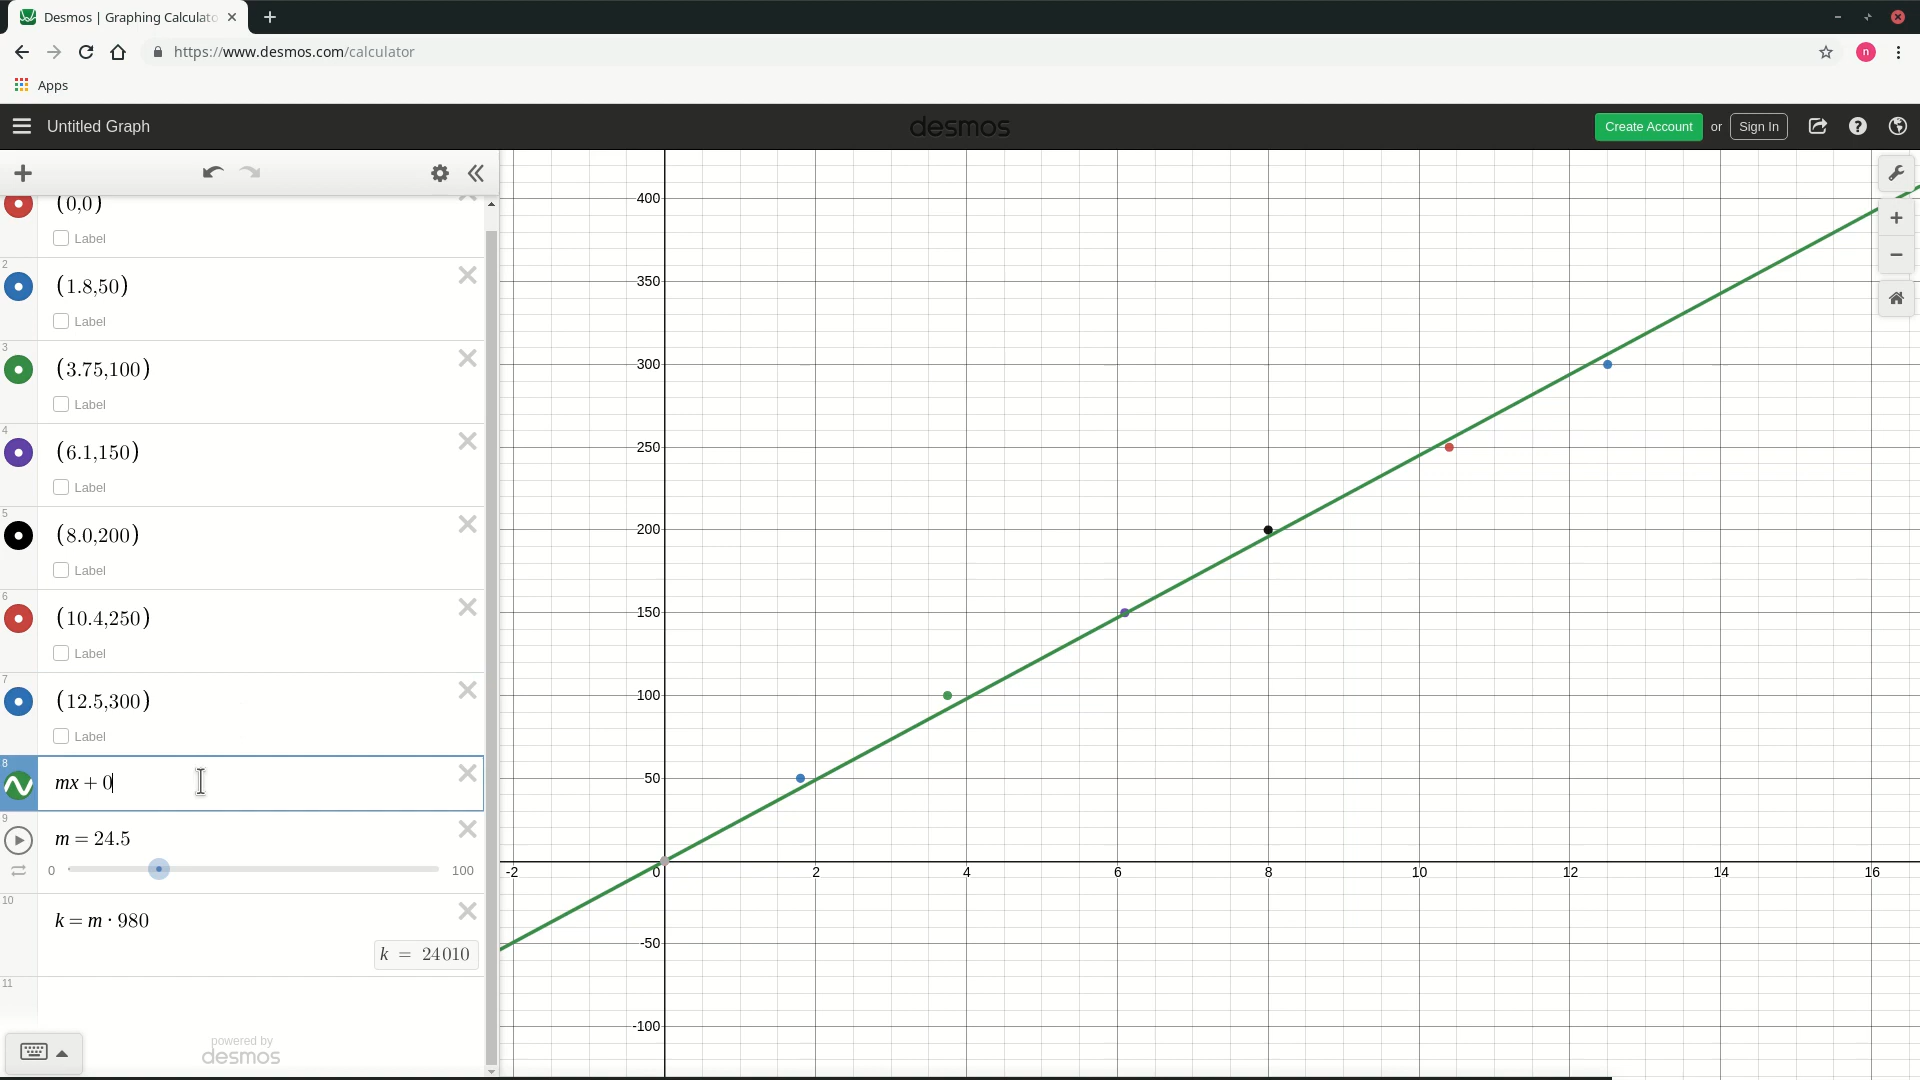 Desmos | Graphing Calculato
https://www.desmos.com/calculator
n
Apps
Untitled Graph
desmos
Create Account or Sign In
(0,0)
Label
2
(1.8,50)
Label
3
(3.75,100)
Label
4
(6.1,150)
Label
5
(8.0,200)
Label
6
(10.4,250)
Label
7
(12.5,300)
Label
8
mx + 0
9
m = 24.5
0
100
10
k = m · 980
k = 24010
11
powered by
desmos
400
350
300
250
200
150
100
50
-2 0 2 4 6 8 10 12 14 16
-50
-100